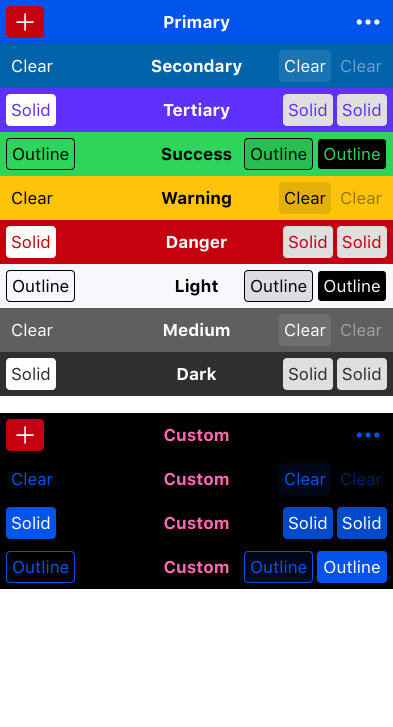 Primary
Clear Secondary Clear Clear
Solid Tertiary Solid Solid
Outline Success Outline Outline
Clear Warning Clear Clear
Solid Danger Solid Solid
Outline Light Outline Outline
Clear Medium Clear Clear
Solid Dark Solid Solid
Custom
Clear Custom Clear Clear
Solid Custom Solid Solid
Outline Custom Outline Outline